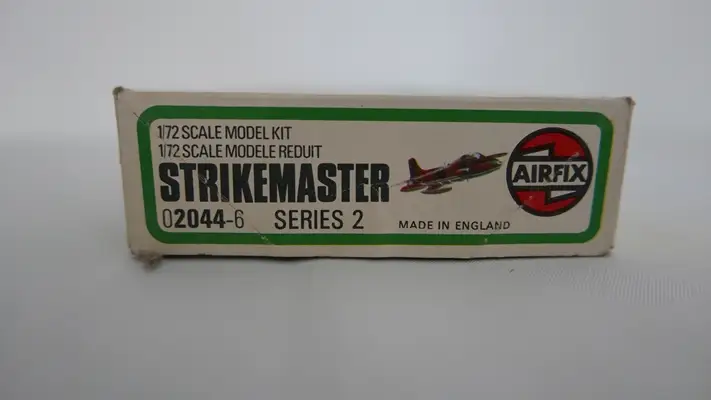 1/72 SCALE MODEL KIT
1/72 SCALE MODELE REDUIT
STRIKEMASTER
02044-6 SERIES 2
MADE IN ENGLAND
AIRFIX